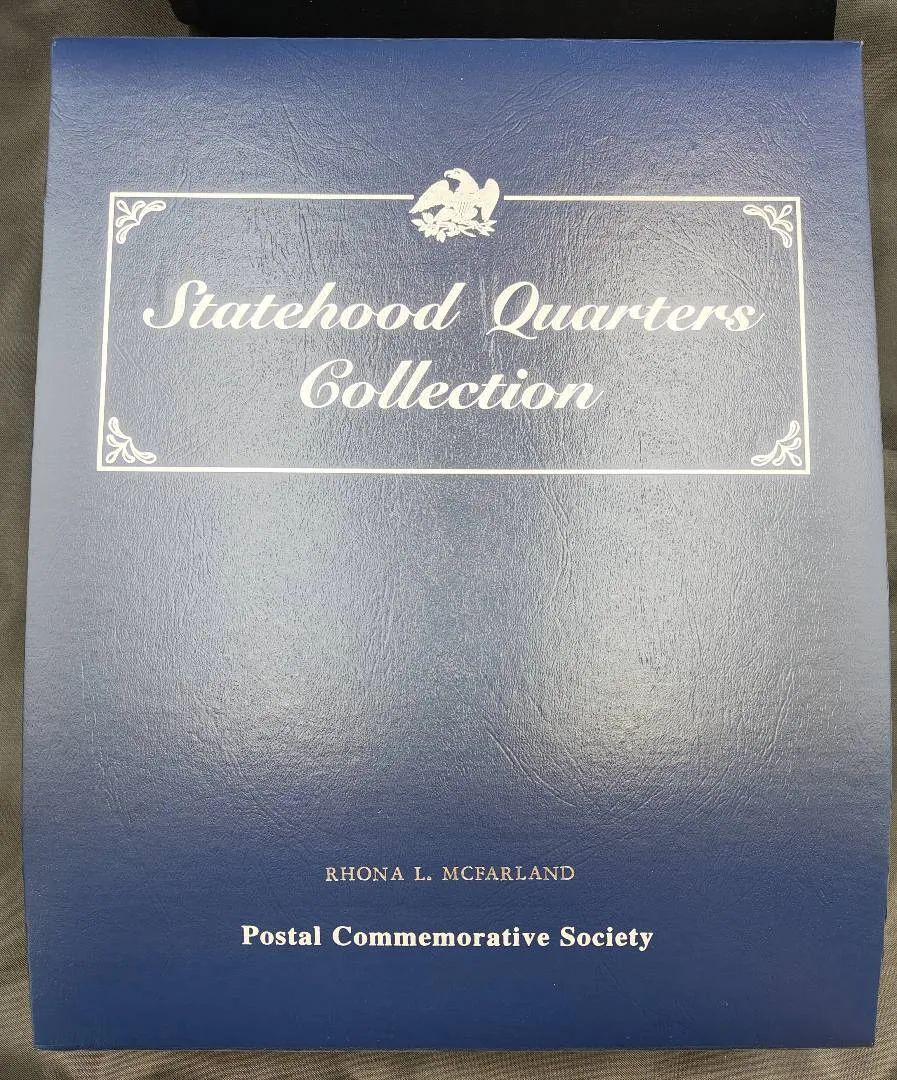 Statehood Quarters
Collection
RHONA L. MCFARLAND
Postal Commemorative Society